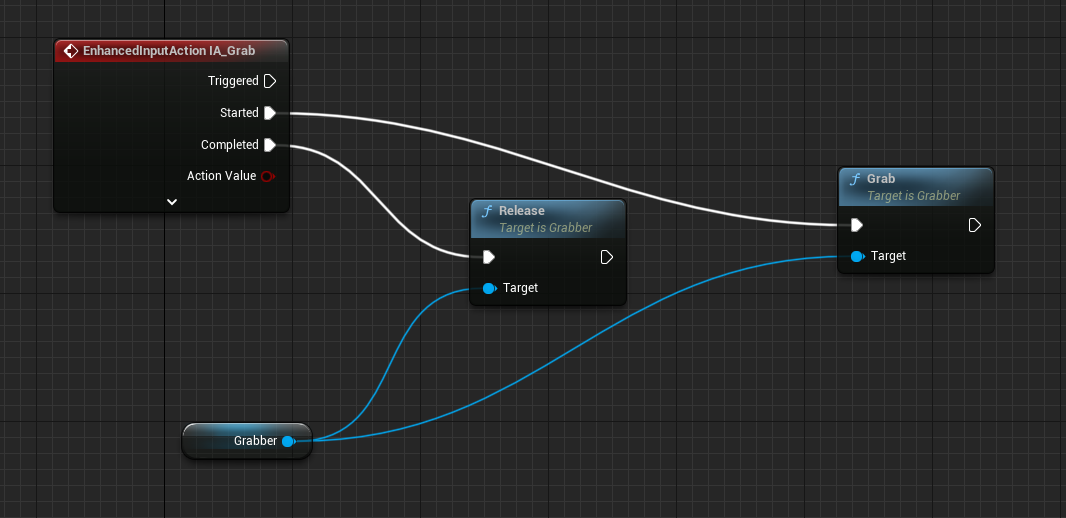 EnhancedInputAction IA_Grab
Triggered
Started
Completed
Action Value
f Release
Target is Grabber
Target
f Grab
Target is Grabber
Target
Grabber